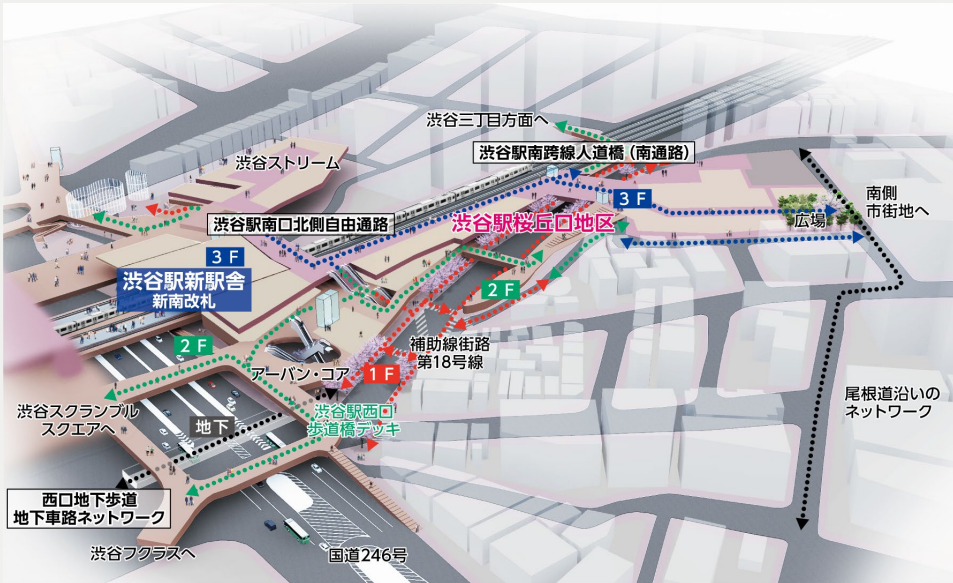 渋谷三丁目方面へ
渋谷駅南跨線人道橋（南通路）
渋谷ストリーム
3F
南側
市街地へ
渋谷駅南口北側自由通路
渋谷駅桜丘口地区
広場
3F
渋谷駅新駅舎
新南改札
2F
2F
補助線街路
第18号線
アーバン・コア
1F
尾根道沿いの
ネットワーク
渋谷スクランブル
スクエアへ
渋谷駅西口
歩道橋デッキ
地下
西口地下歩道
地下車路ネットワーク
渋谷フクラスへ
国道246号